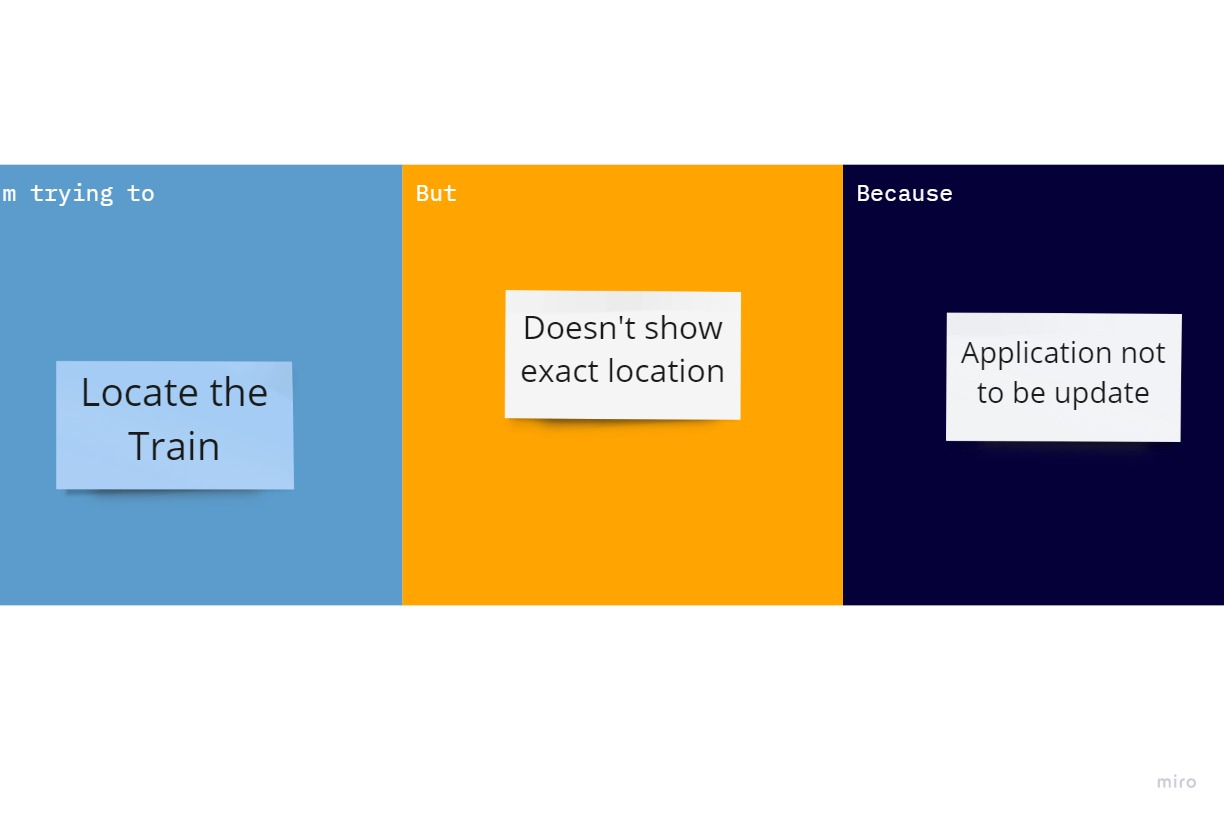 m trying to
Locate the
Train
But
Doesn't show
exact location
Because
Application not
to be update
miro